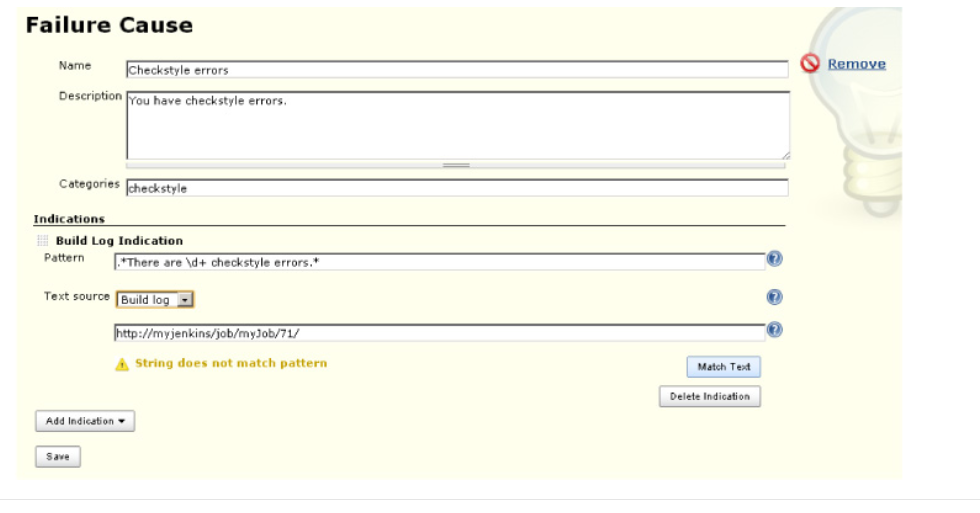 Failure Cause
Name
Checkstyle errors
Remove
Description
You have checkstyle errors.
Categories
checkstyle
Indications
Build Log Indication
Pattern
.*There are \d+ checkstyle errors.*
Text source
Build log
http://myjenkins/job/myJob/71/
String does not match pattern
Match Text
Delete Indication
Add Indication
Save